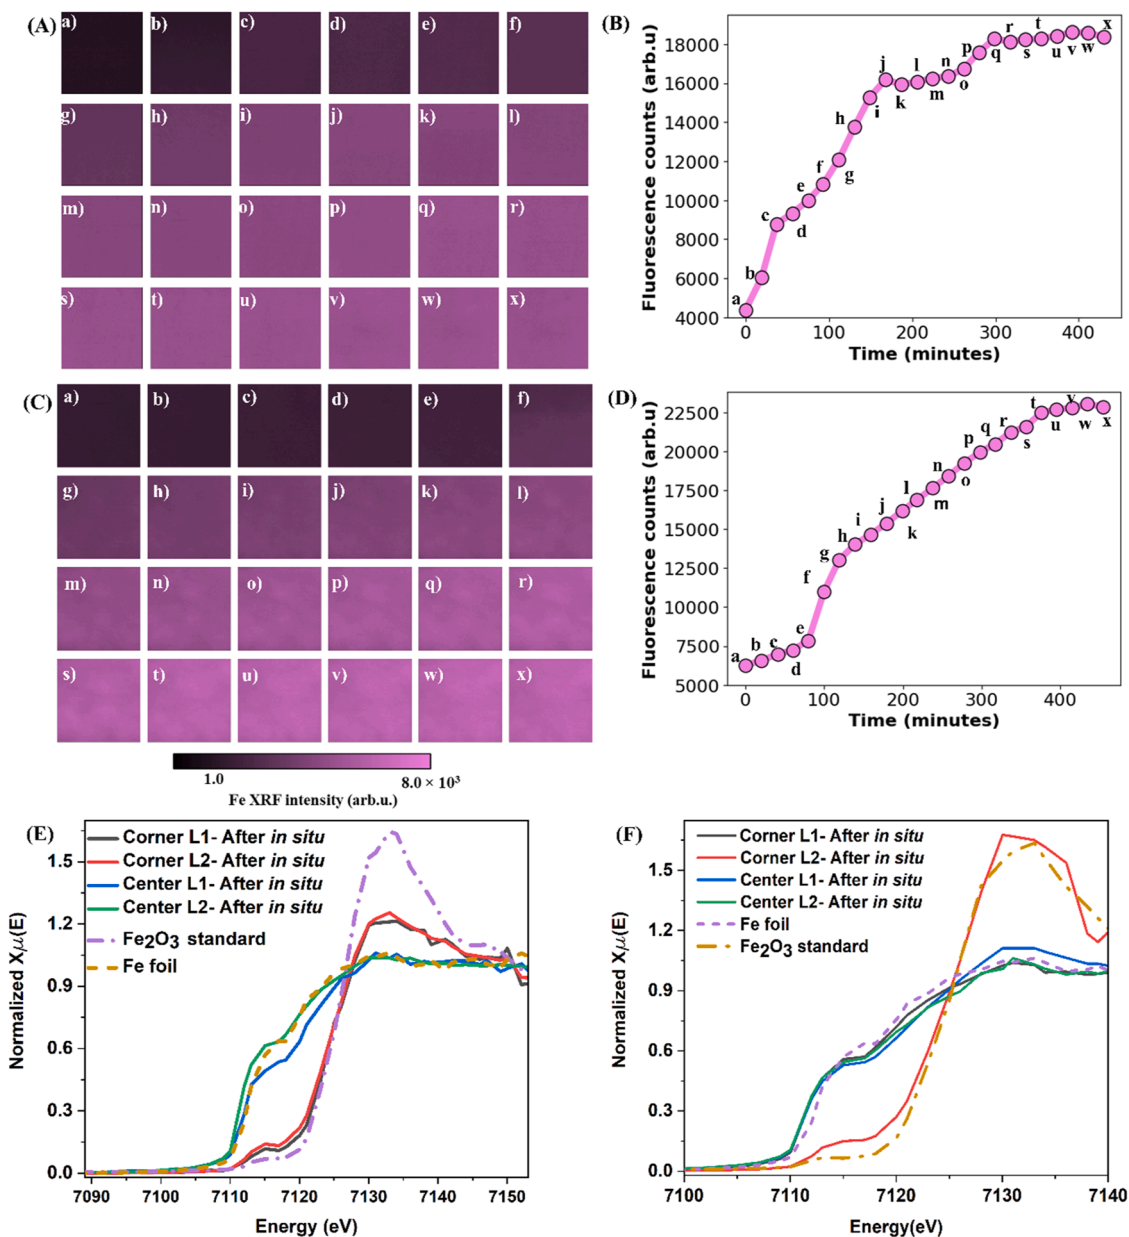 (A)
a) b) c) d) e) f)
g) h) i) j) k) l)
m) n) o) p) q) r)
s) t) u) v) w) x)
(B)
Fluorescence counts (arb.u)
18000
16000
14000
12000
10000
8000
6000
4000
a b c d e f g h i j k l m n o p q r s t u v w x
0 100 200 300 400
Time (minutes)
(C)
a) b) c) d) e) f)
g) h) i) j) k) l)
m) n) o) p) q) r)
s) t) u) v) w) x)
1.0 8.0 × 10³
Fe XRF intensity (arb.u.)
(D)
Fluorescence counts (arb.u)
22500
20000
17500
15000
12500
10000
7500
5000
a b c d e f g h i j k l m n o p q r s t u v w x
0 100 200 300 400
Time (minutes)
(E)
Corner L1- After in situ
Corner L2- After in situ
Center L1- After in situ
Center L2- After in situ
Fe₂O₃ standard
Fe foil
Normalized X𝜇(E)
1.5
1.2
0.9
0.6
0.3
0.0
7090 7100 7110 7120 7130 7140 7150
Energy (eV)
(F)
Corner L1- After in situ
Corner L2- After in situ
Center L1- After in situ
Center L2- After in situ
Fe foil
Fe₂O₃ standard
Normalized X𝜇(E)
1.5
1.2
0.9
0.6
0.3
0.0
7100 7110 7120 7130 7140
Energy(eV)